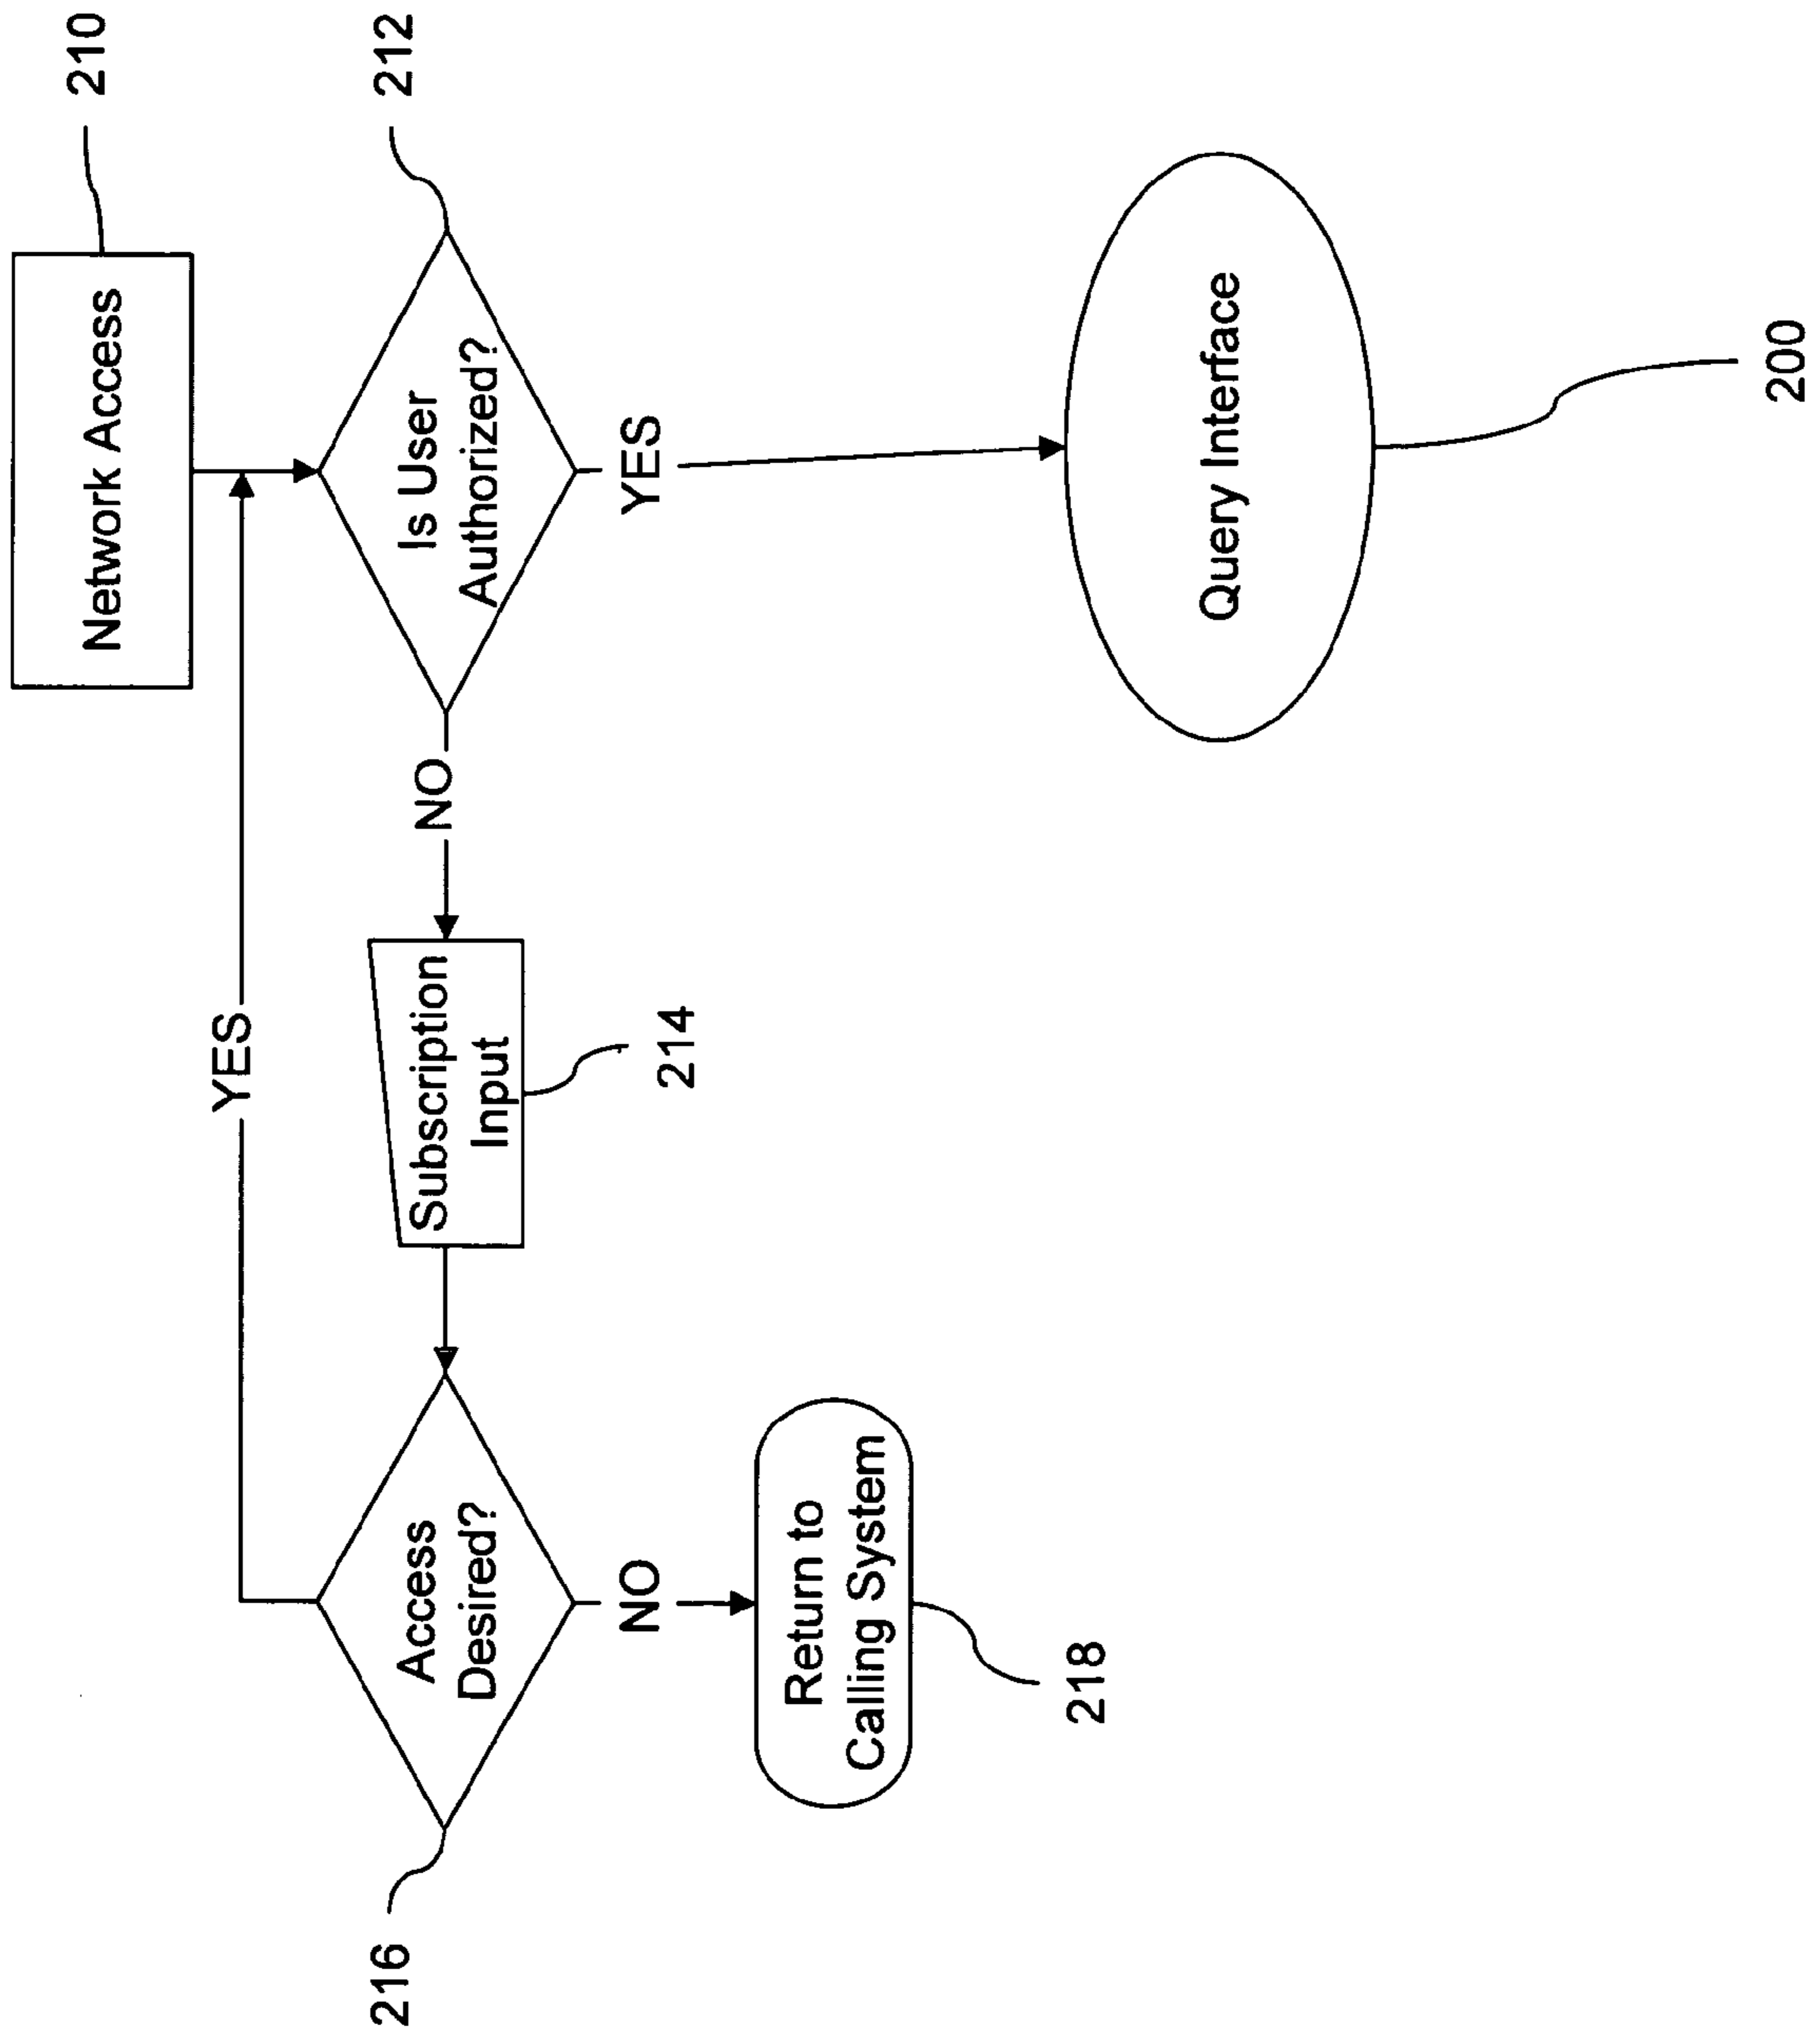 210
Network Access
212
Is User
Authorized?
YES
NO
YES
Subscription
Input
214
Access
Desired?
216
NO
Return to
Calling System
218
Query Interface
200